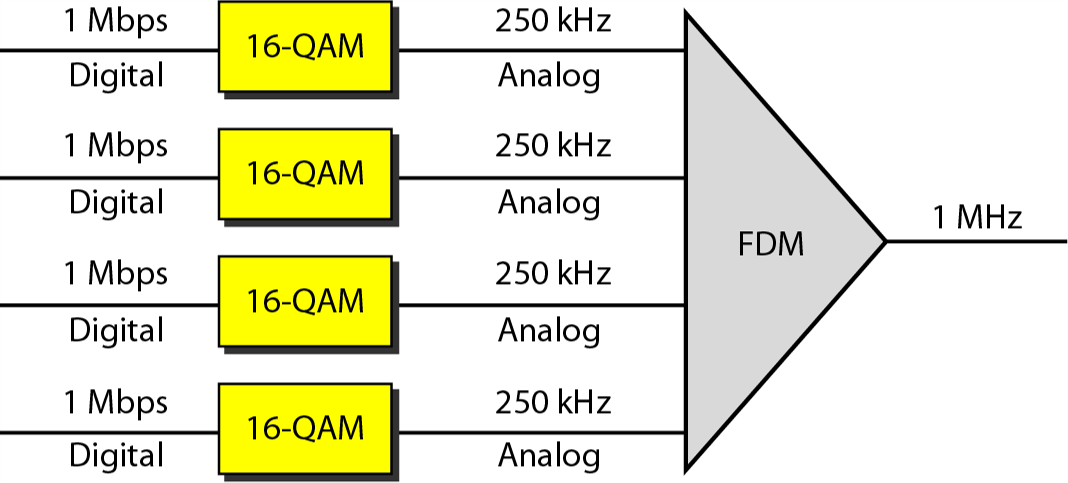 1 Mbps
Digital
16-QAM
250 kHz
Analog
1 Mbps
Digital
16-QAM
250 kHz
Analog
1 Mbps
Digital
16-QAM
250 kHz
Analog
1 Mbps
Digital
16-QAM
250 kHz
Analog
FDM
1 MHz